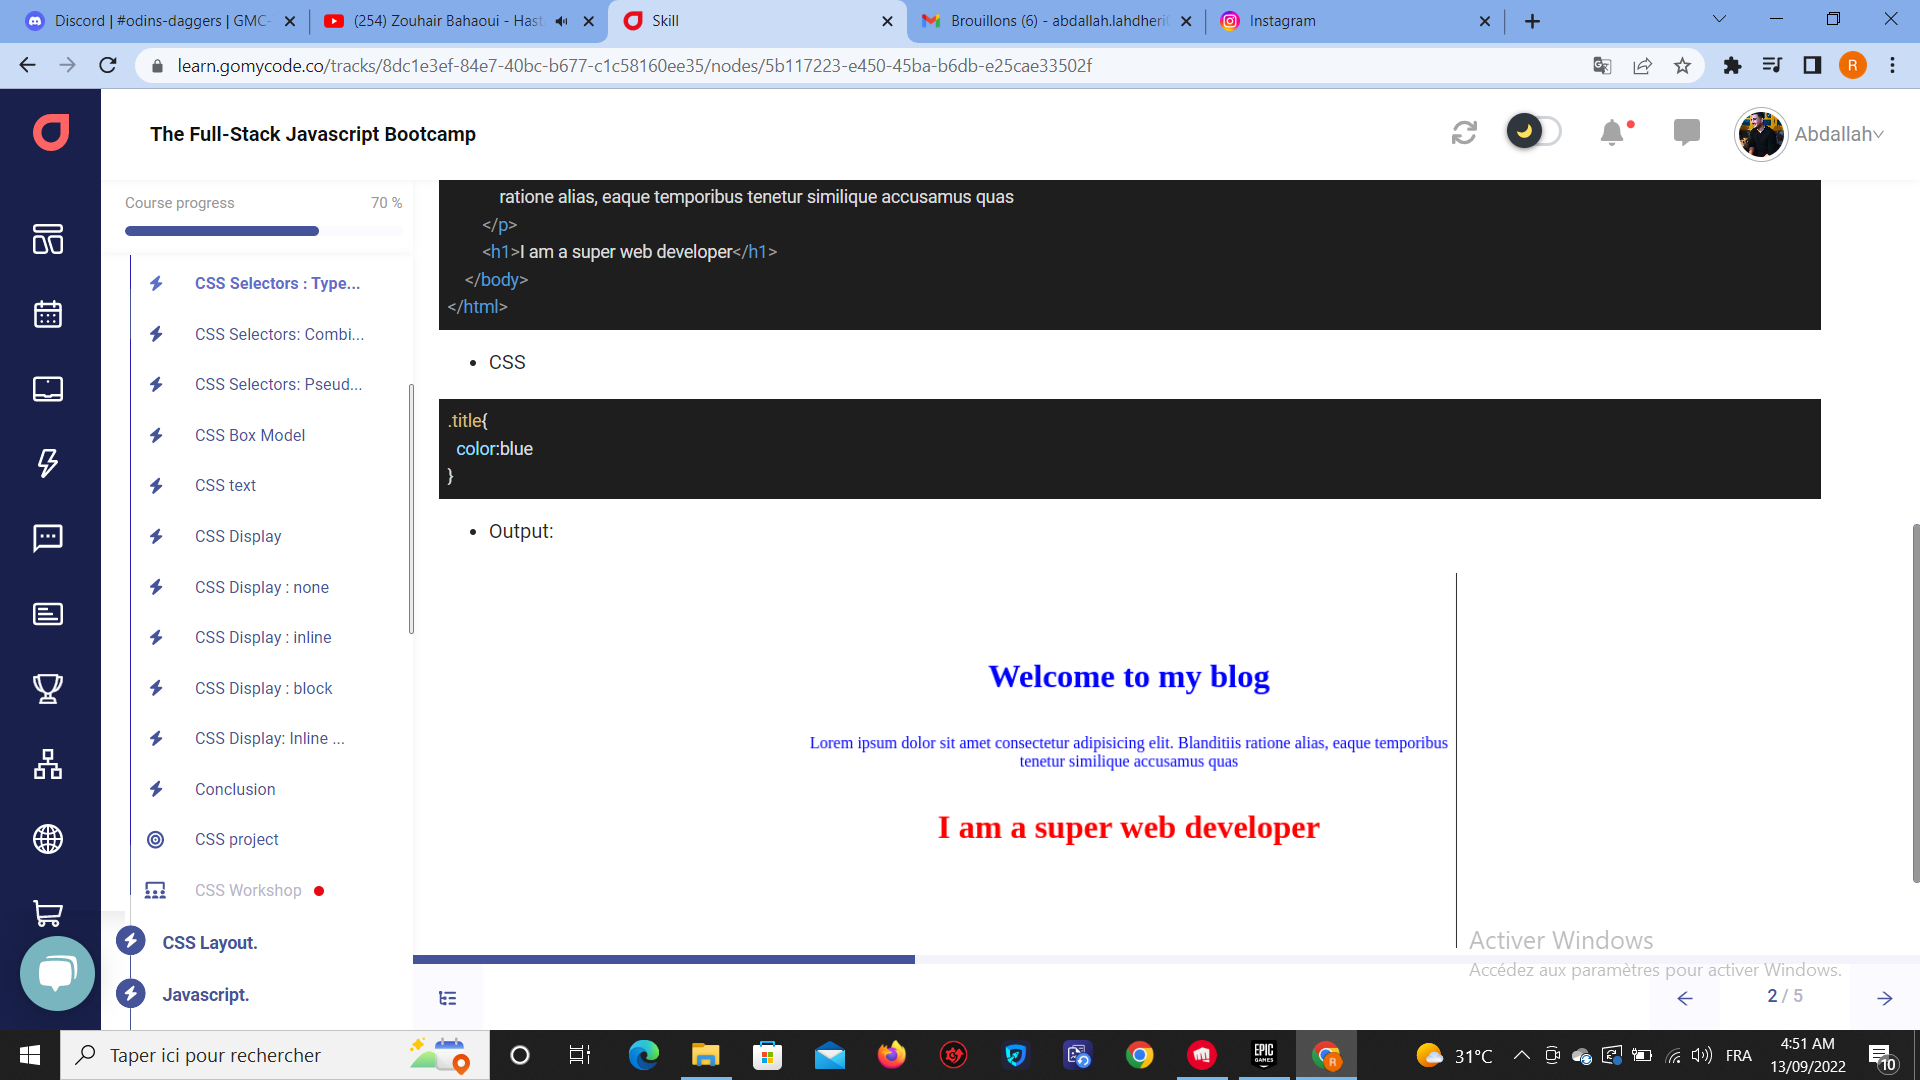 Discord | #odins-daggers | GMC-
(254) Zouhair Bahaoui - Hast
Skill
Brouillons (6) - abdallah.lahdheri
Instagram
learn.gomycode.co/tracks/8dc1e3ef-84e7-40bc-b677-c1c58160ee35/nodes/5b117223-e450-45ba-b6db-e25cae33502f
R
The Full-Stack Javascript Bootcamp
Abdallah
Course progress
70 %
CSS Selectors : Type...
CSS Selectors: Combi...
CSS Selectors: Pseud...
CSS Box Model
CSS text
CSS Display
CSS Display : none
CSS Display : inline
CSS Display : block
CSS Display: Inline ...
Conclusion
CSS project
CSS Workshop
CSS Layout.
Javascript.
ratione alias, eaque temporibus tenetur similique accusamus quas
</p>
<h1>I am a super web developer</h1>
</body>
</html>
• CSS
.title{
color:blue
}
• Output:
Welcome to my blog
Lorem ipsum dolor sit amet consectetur adipisicing elit. Blanditiis ratione alias, eaque temporibus
tenetur similique accusamus quas
I am a super web developer
Activer Windows
Accédez aux paramètres pour activer Windows.
2 / 5
Taper ici pour rechercher
EPIC
GAMES
R
31°C
FRA
4:51 AM
13/09/2022
10